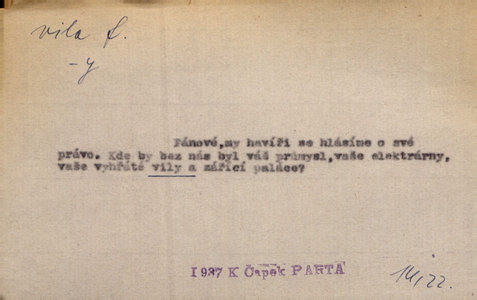 vila f.
-y
Pánové,my havíři se hlásíme o své
právo. Kde by bez nás byl váš průmysl,vaše elektrárny,
vaše vyhřáté vily a zářící paláce?
1937 K Čapek PARTA
14/22.